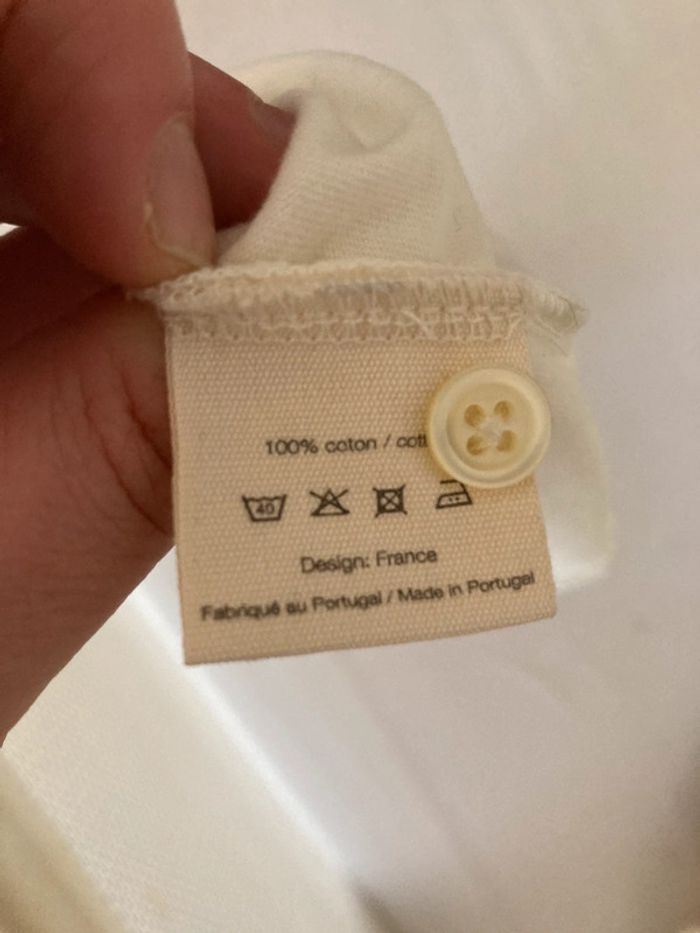 100% coton / cott
40
Design: France
Fabriqué au Portugal / Made in Portugal